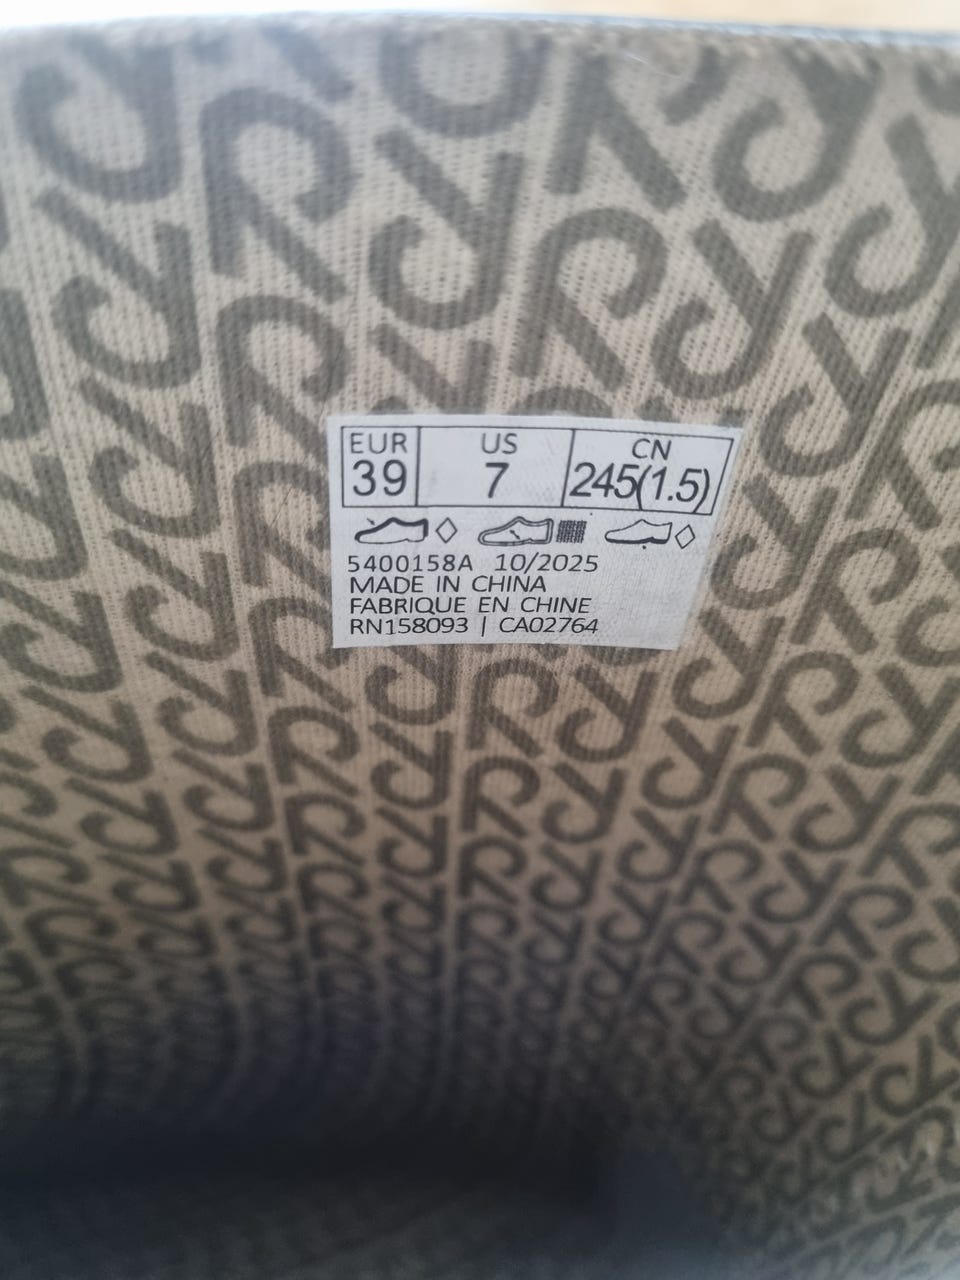 EUR US CN
39 7 245(1.5)
5400158A 10/2025
MADE IN CHINA
FABRIQUE EN CHINE
RN158093 | CA02764